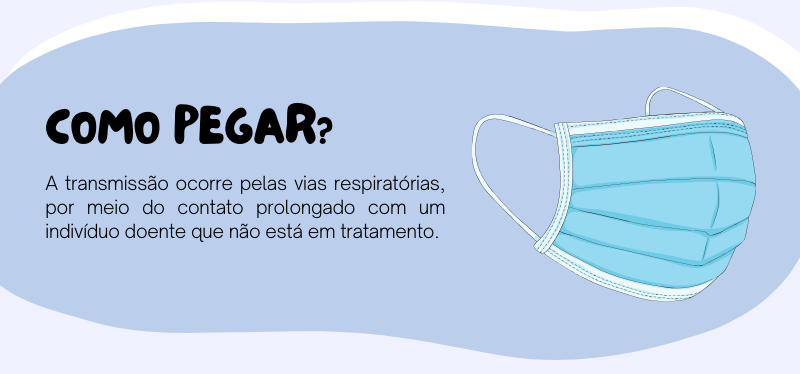 COMO PEGAR?
A transmissão ocorre pelas vias respiratórias,
por meio do contato prolongado com um
indivíduo doente que não está em tratamento.